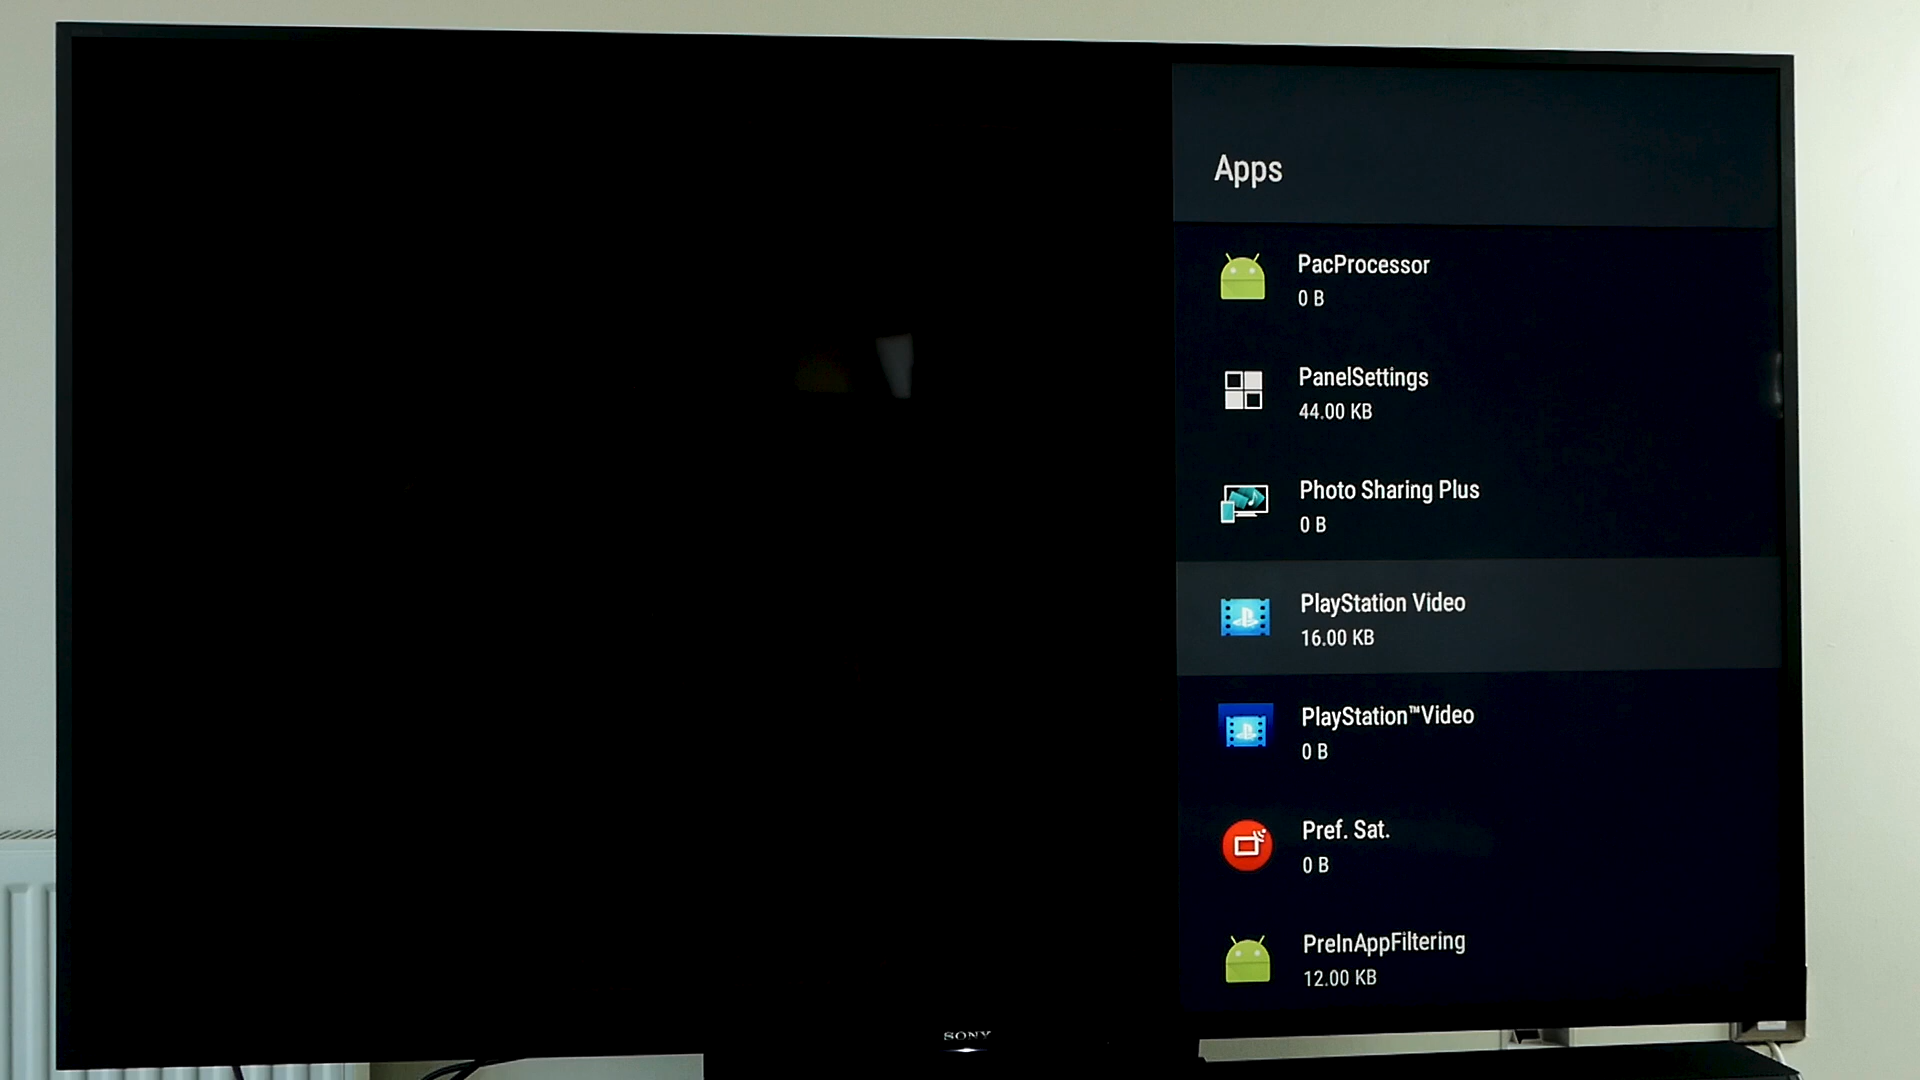 Apps
PacProcessor
0 B
PanelSettings
44.00 KB
Photo Sharing Plus
0 B
PlayStation Video
16.00 KB
PlayStation™Video
0 B
Pref. Sat.
0 B
PreInAppFiltering
12.00 KB
SONY